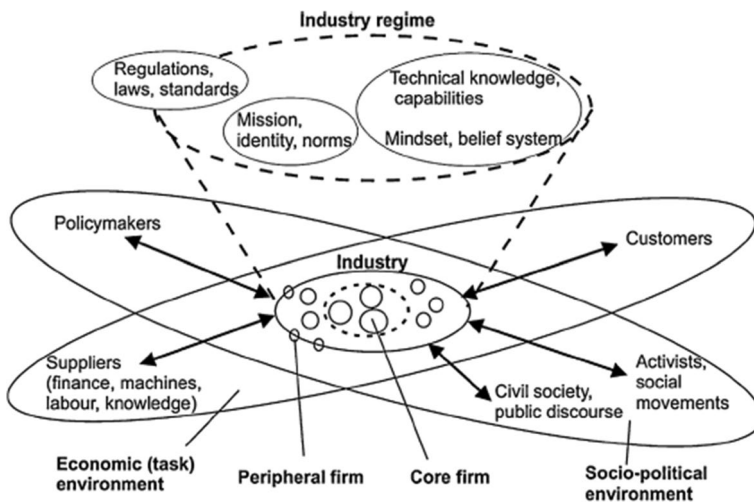 Industry regime
Regulations,
laws, standards
Technical knowledge,
capabilities
Mission,
identity, norms
Mindset, belief system
Policymakers
Customers
Industry
Suppliers
(finance, machines,
labour, knowledge)
Activists,
social
movements
Civil society,
public discourse
Economic (task)
environment
Peripheral firm
Core firm
Socio-political
environment